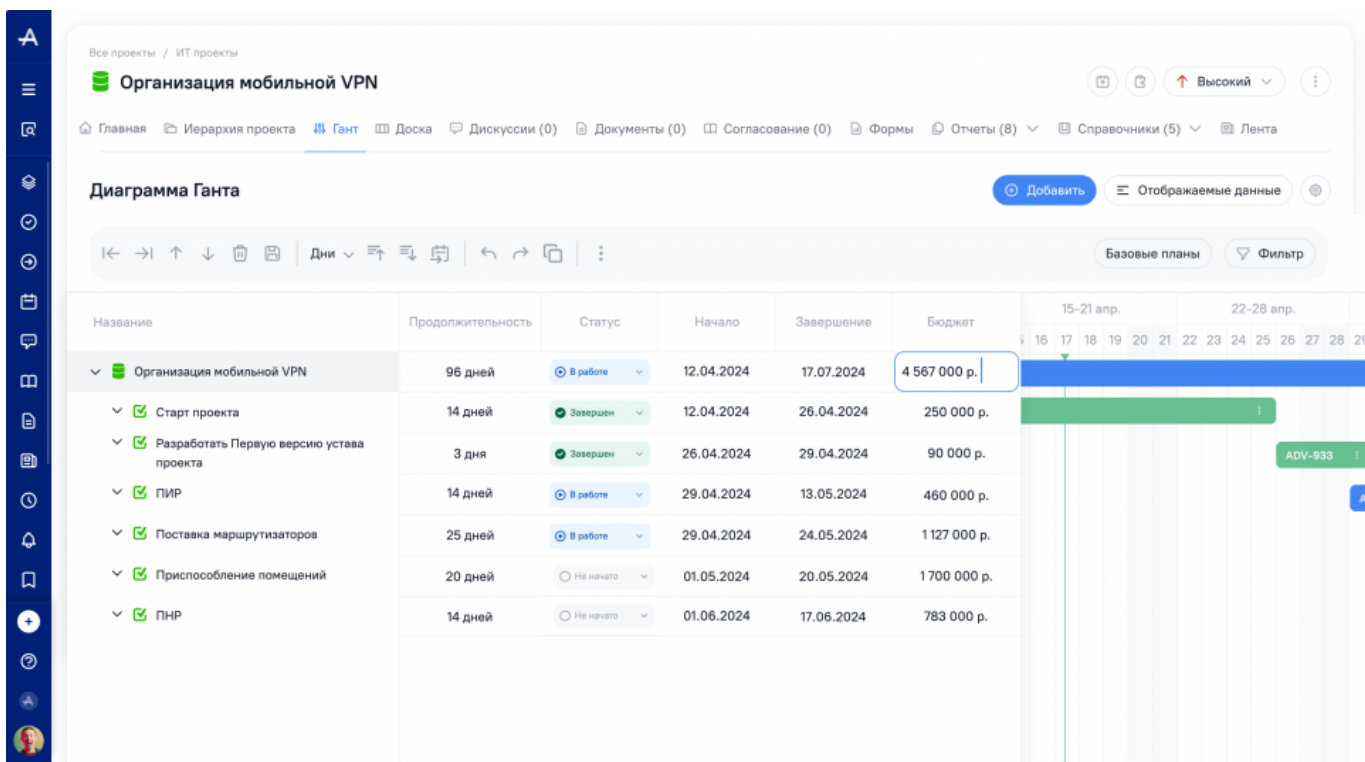 Все проекты / ИТ проекты
Организация мобильной VPN
Высокий
Главная Иерархия проекта Гант Доска Дискуссии (0) Документы (0) Согласование (0) Формы Отчеты (8) Справочники (5) Лента
Диаграмма Ганта
Добавить Отображаемые данные
Дни
Базовые планы Фильтр
Название Продолжительность Статус Начало Завершение Бюджет 15-21 апр. 22-28 апр.
16 17 18 19 20 21 22 23 24 25 26 27 28 29
Организация мобильной VPN 96 дней В работе 12.04.2024 17.07.2024 4 567 000 р.
Старт проекта 14 дней Завершен 12.04.2024 26.04.2024 250 000 р.
Разработать Первую версию устава
проекта 3 дня Завершен 26.04.2024 29.04.2024 90 000 р. ADV-933
ПИР 14 дней В работе 29.04.2024 13.05.2024 460 000 р. A
Поставка маршрутизаторов 25 дней В работе 29.04.2024 24.05.2024 1 127 000 р.
Приспособление помещений 20 дней Не начато 01.05.2024 20.05.2024 1 700 000 р.
ПНР 14 дней Не начато 01.06.2024 17.06.2024 783 000 р.